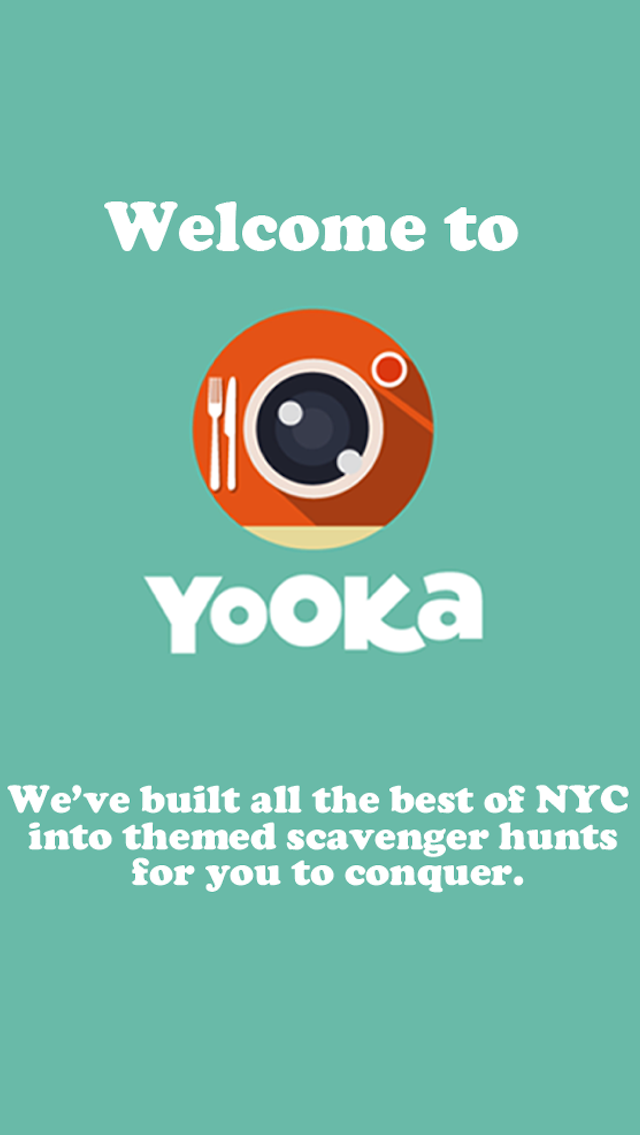 Welcome to
YOOKa
We've built all the best of NYC
into themed scavenger hunts
for you to conquer.